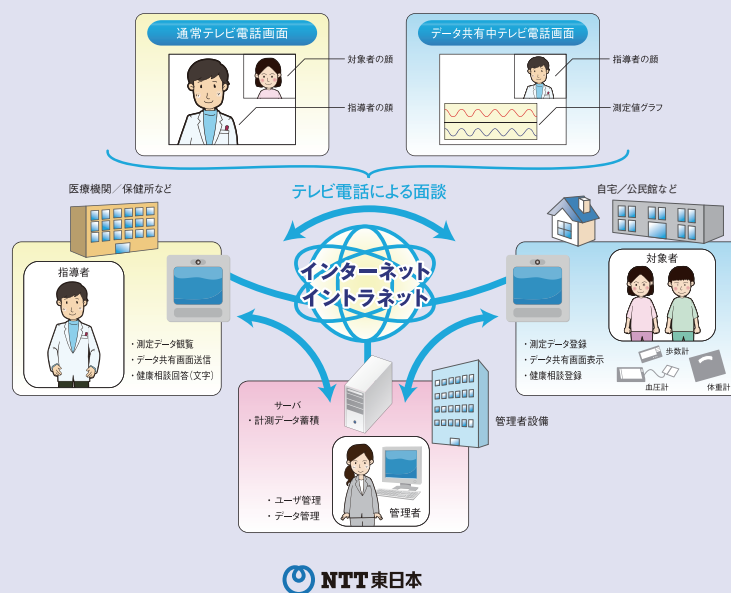 通常テレビ電話画面
対象者の顔
指導者の顔
データ共有中テレビ電話画面
指導者の顔
測定値グラフ
テレビ電話による面談
医療機関／保健所など
自宅／公民館など
インターネット
イントラネット
指導者
・測定データ観覧
・データ共有画面送信
・健康相談回答(文字)
対象者
・測定データ登録
・データ共有画面表示
・健康相談登録
歩数計
血圧計
体重計
サーバ
・計測データ蓄積
管理者設備
・ユーザ管理
・データ管理
管理者
NTT東日本